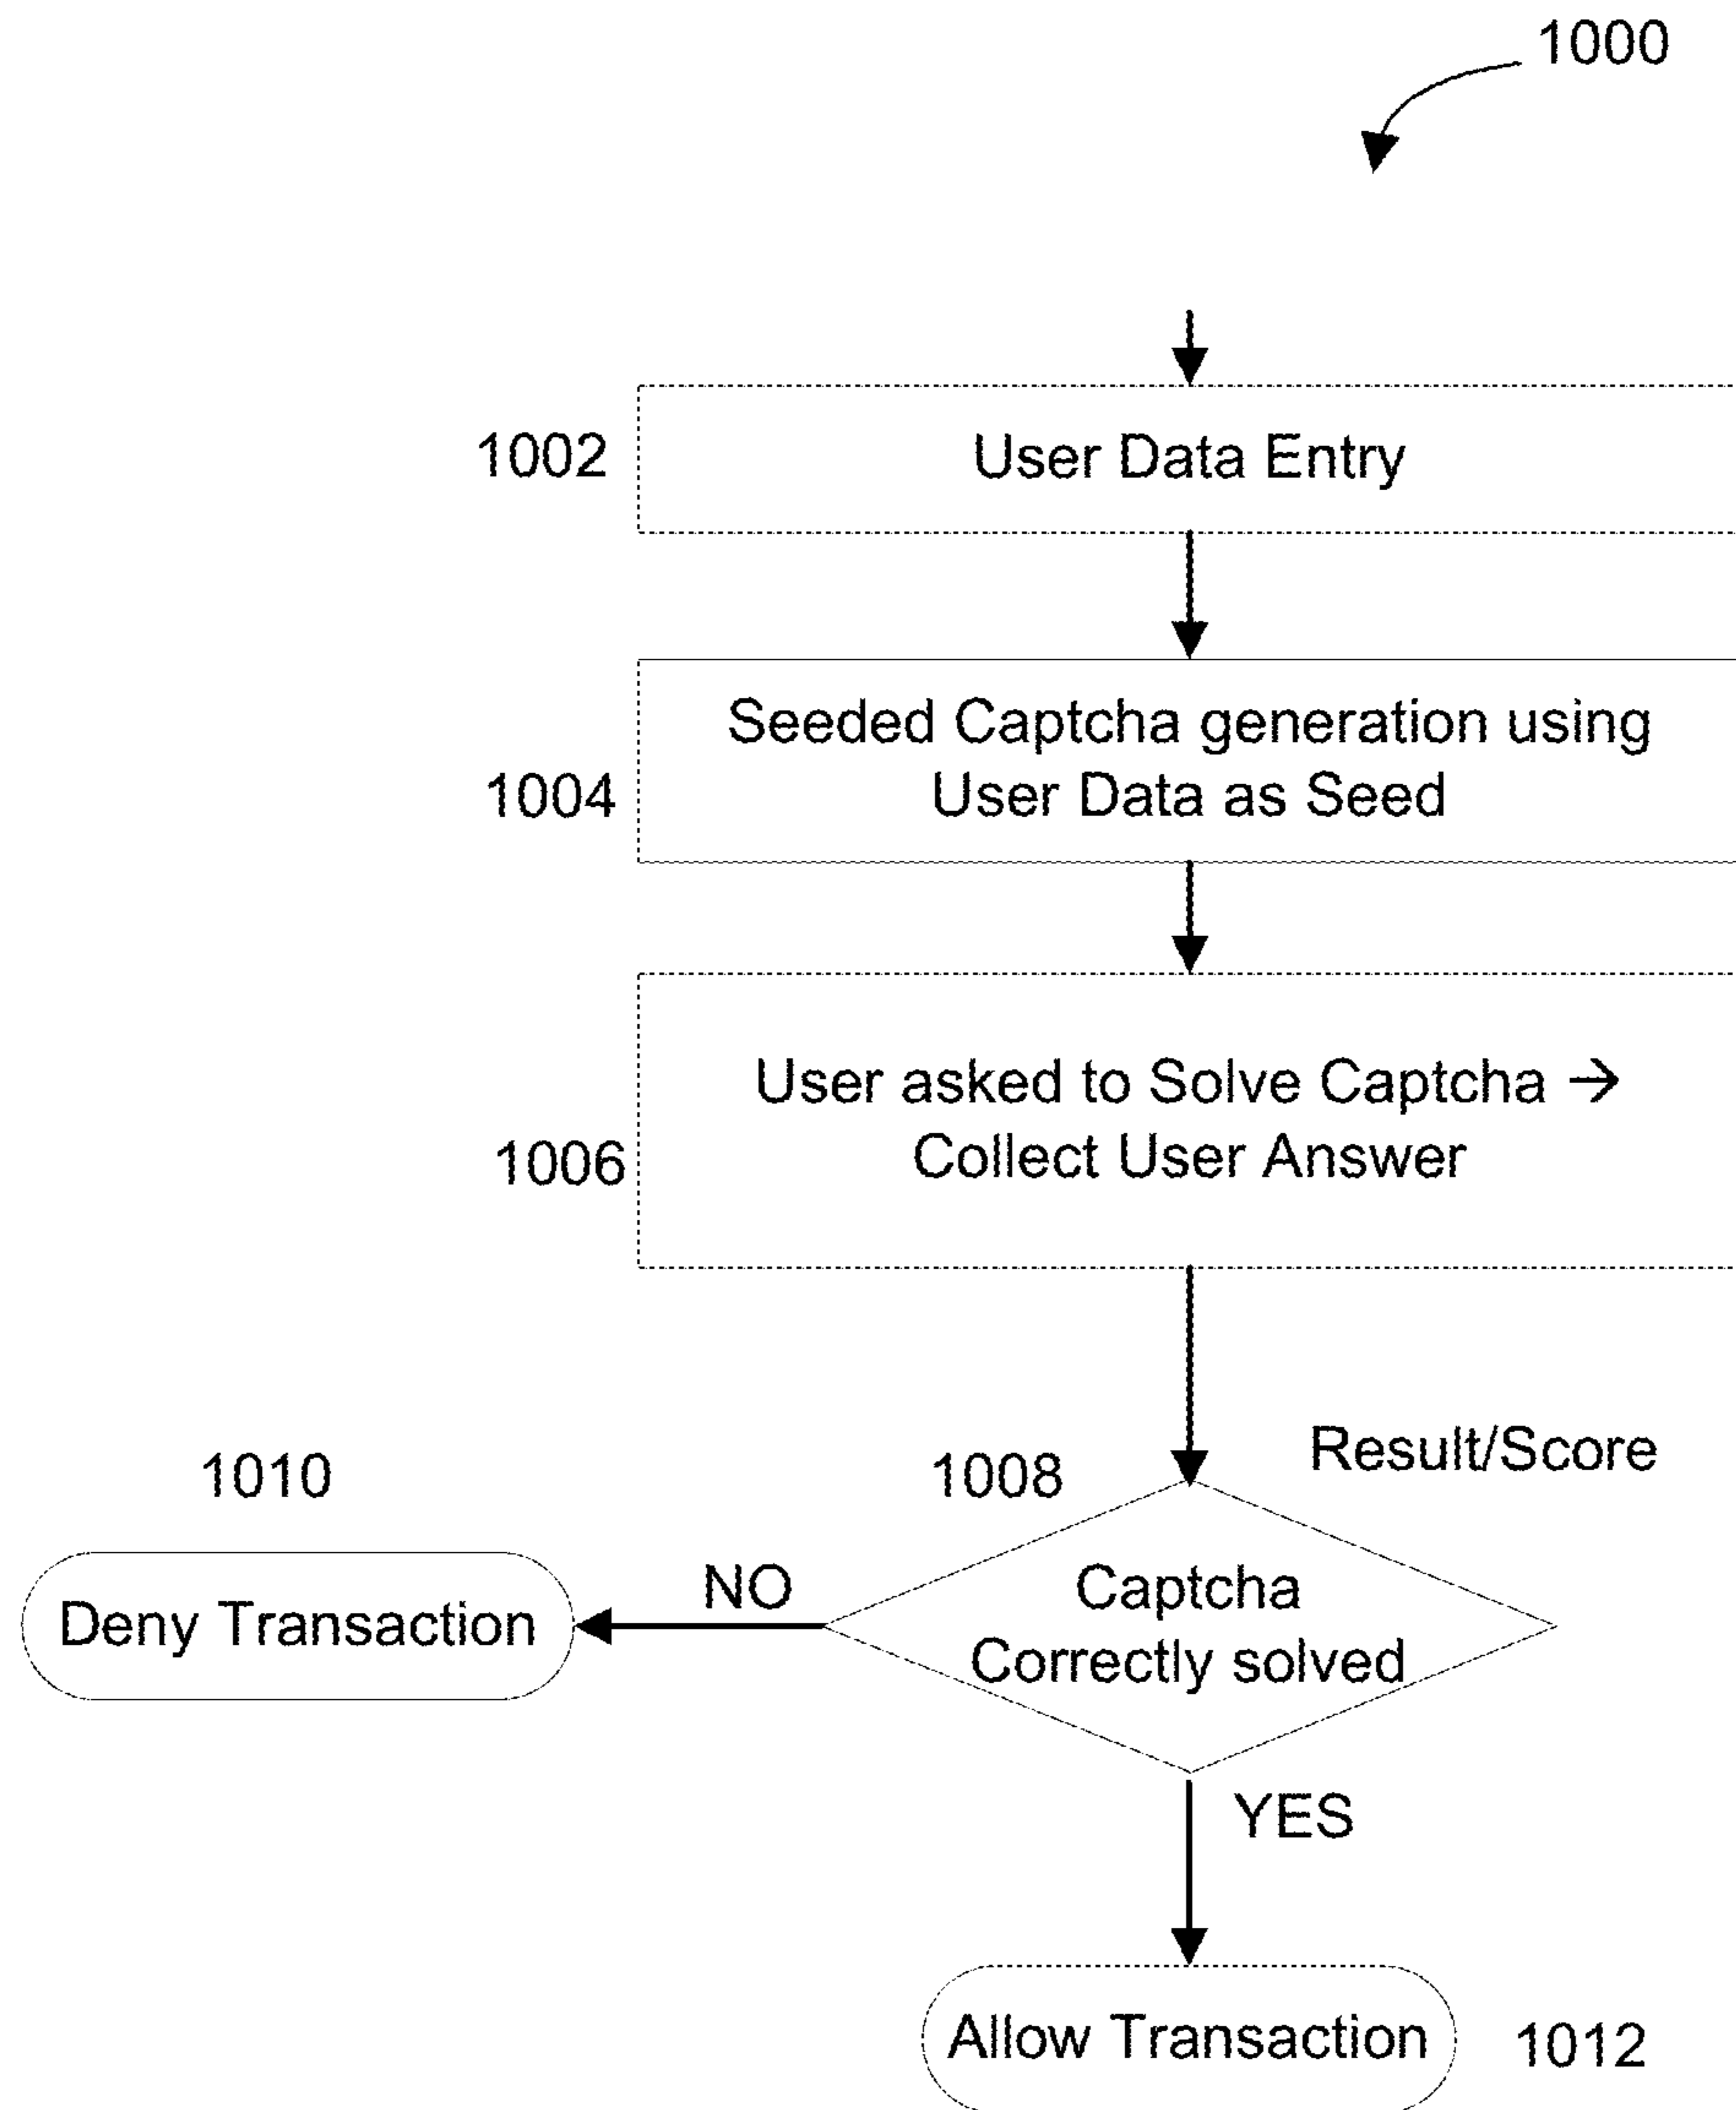 1000
1002
User Data Entry
Seeded Captcha generation using
1004
User Data as Seed
User asked to Solve Captcha →
1006
Collect User Answer
Result/Score
1010
1008
NO
Captcha
Deny Transaction
Correctly solved
YES
Allow Transaction
1012